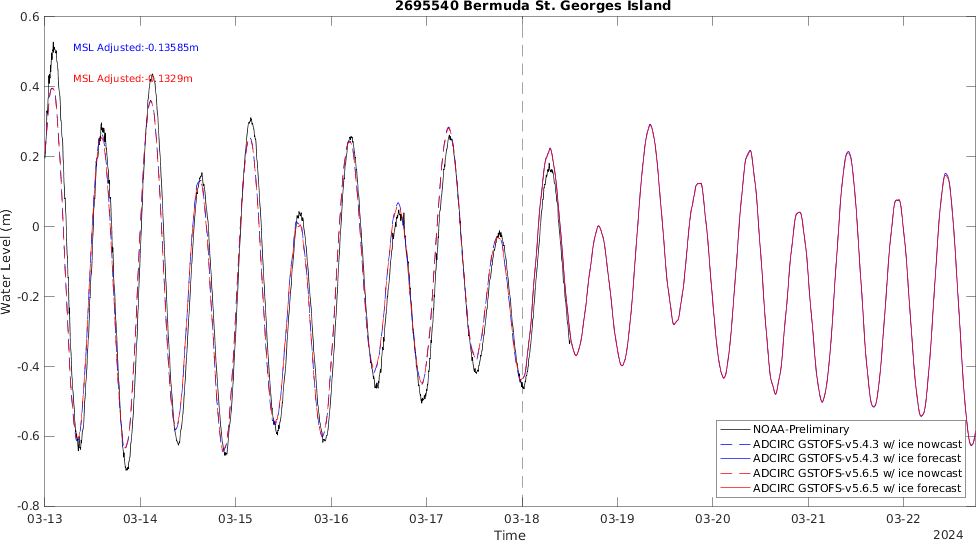 2695540 Bermuda St. Georges Island
MSL Adjusted:-0.13585m
MSL Adjusted:-0.1329m
0.6
0.4
0.2
0
-0.2
-0.4
-0.6
-0.8
Water Level (m)
NOAA-Preliminary
ADCIRC GSTOFS-v5.4.3 w/ ice nowcast
ADCIRC GSTOFS-v5.4.3 w/ ice forecast
ADCIRC GSTOFS-v5.6.5 w/ ice nowcast
ADCIRC GSTOFS-v5.6.5 w/ ice forecast
03-13 03-14 03-15 03-16 03-17 03-18 03-19 03-20 03-21 03-22
Time
2024